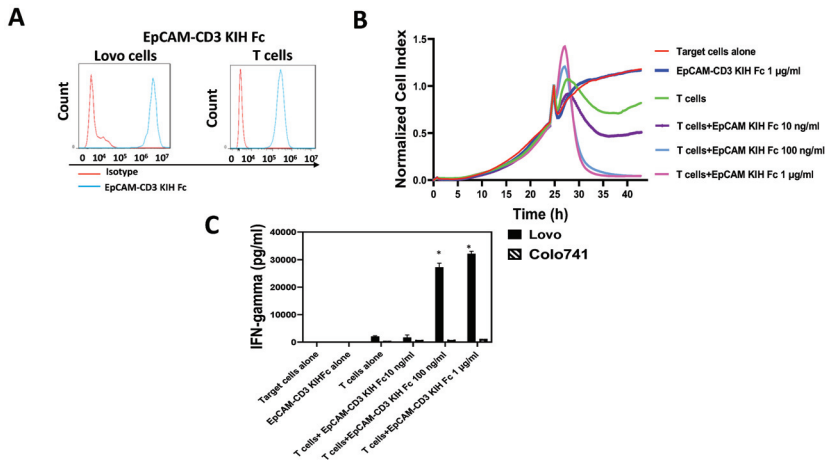 A
EpCAM-CD3 KIH Fc
Lovo cells
T cells
Count
Count
0 10⁴ 10⁵ 10⁶ 10⁷
0 10⁴ 10⁵ 10⁶ 10⁷
Isotype
EpCAM-CD3 KIH Fc
B
Normalized Cell Index
1.5
1.0
0.5
0.0
0 5 10 15 20 25 30 35 40
Time (h)
Target cells alone
EpCAM-CD3 KIH Fc 1 µg/ml
T cells
T cells+EpCAM KIH Fc 10 ng/ml
T cells+EpCAM KIH Fc 100 ng/ml
T cells+EpCAM KIH Fc 1 µg/ml
C
IFN-gamma (pg/ml)
40000
30000
20000
10000
0
* *
Lovo
Colo741
Target cells alone
EpCAM-CD3 KIHFc alone
T cells alone
T cells+ EpCAM-CD3 KIH Fc10 ng/ml
T cells+EpCAM-CD3 KIH Fc 100 ng/ml
T cells+EpCAM-CD3 KIH Fc 1 µg/ml